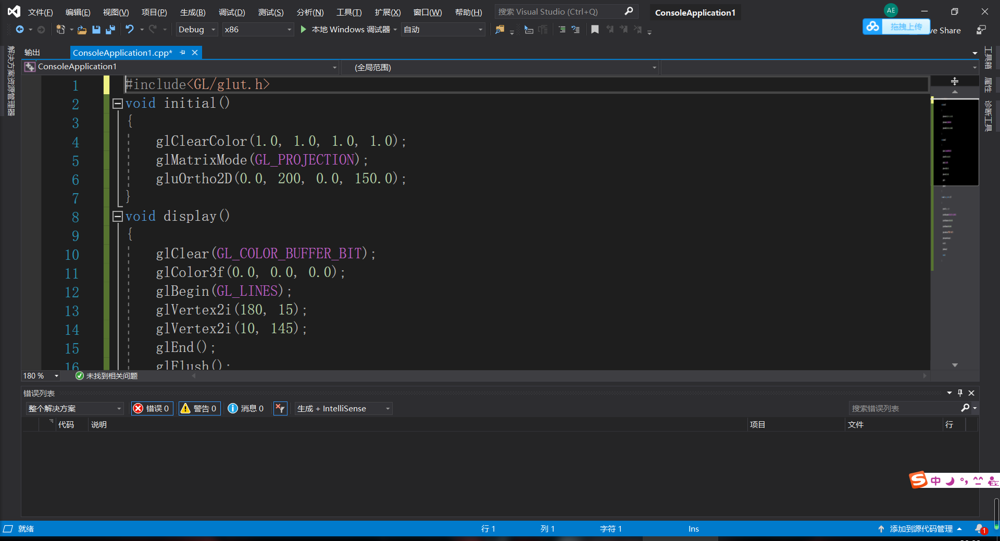 文件(F) 编辑(E) 视图(V) 项目(P) 生成(B) 调试(D) 测试(S) 分析(N) 工具(T) 扩展(X) 窗口(W) 帮助(H) 搜索 Visual Studio (Ctrl+Q) ConsoleApplication1 AE
Debug x86 本地 Windows 调试器 自动 拖拽上传 ve Share
解决方案资源管理器
输出 ConsoleApplication1.cpp*
ConsoleApplication1 (全局范围)
工具箱
属性
诊断工具
1 #include<GL/glut.h>
2 void initial()
3 {
4 glClearColor(1.0, 1.0, 1.0, 1.0);
5 glMatrixMode(GL_PROJECTION);
6 gluOrtho2D(0.0, 200, 0.0, 150.0);
7 }
8 void display()
9 {
10 glClear(GL_COLOR_BUFFER_BIT);
11 glColor3f(0.0, 0.0, 0.0);
12 glBegin(GL_LINES);
13 glVertex2i(180, 15);
14 glVertex2i(10, 145);
15 glEnd();
16 glFlush();
180 % 未找到相关问题
错误列表
整个解决方案 错误 0 警告 0 消息 0 生成 + IntelliSense 搜索错误列表
代码 说明 项目 文件 行
S 中
就绪 行 1 列 1 字符 1 Ins 添加到源代码管理 1